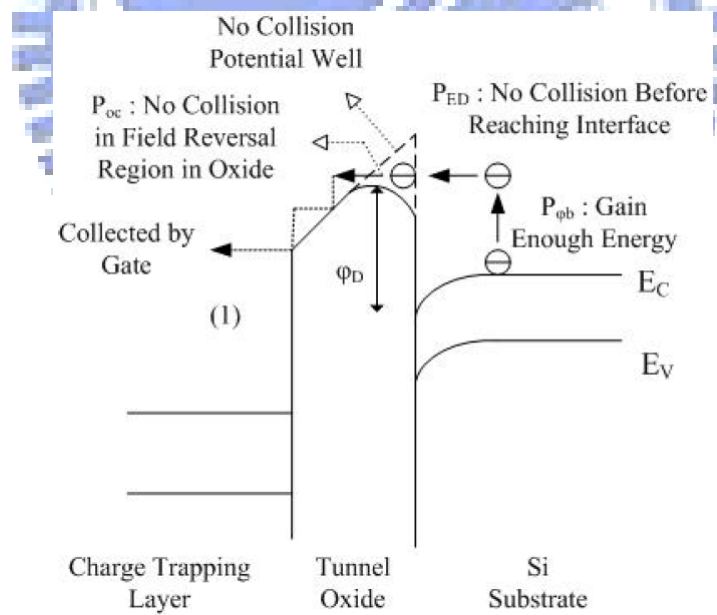 No Collision
Potential Well
P_oc : No Collision
in Field Reversal
Region in Oxide
P_ED : No Collision Before
Reaching Interface
P_φb : Gain
Enough Energy
Collected by
Gate
φ_D
E_C
(1)
E_V
Charge Trapping
Layer
Tunnel
Oxide
Si
Substrate